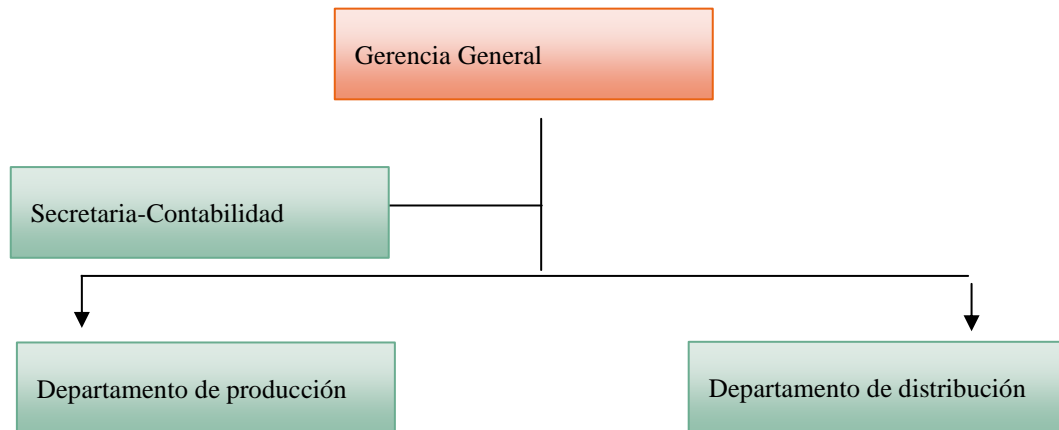 Gerencia General
Secretaria-Contabilidad
Departamento de producción
Departamento de distribución